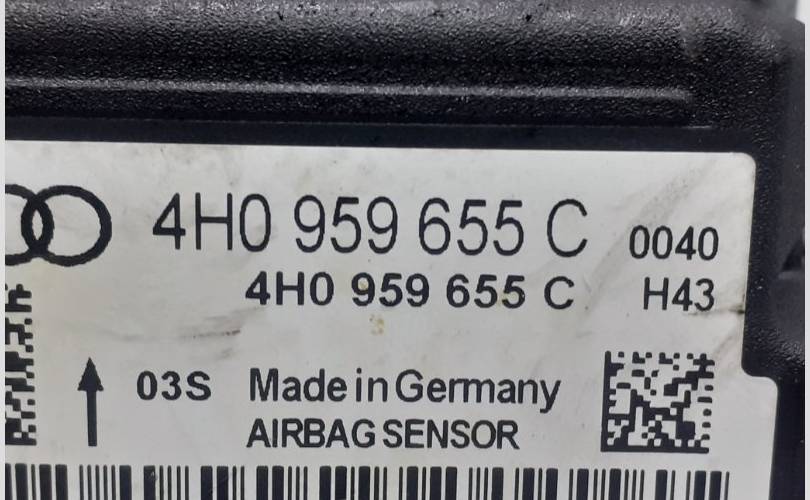 4H0 959 655 C 0040
4H0 959 655 C H43
03S Made in Germany
AIRBAG SENSOR